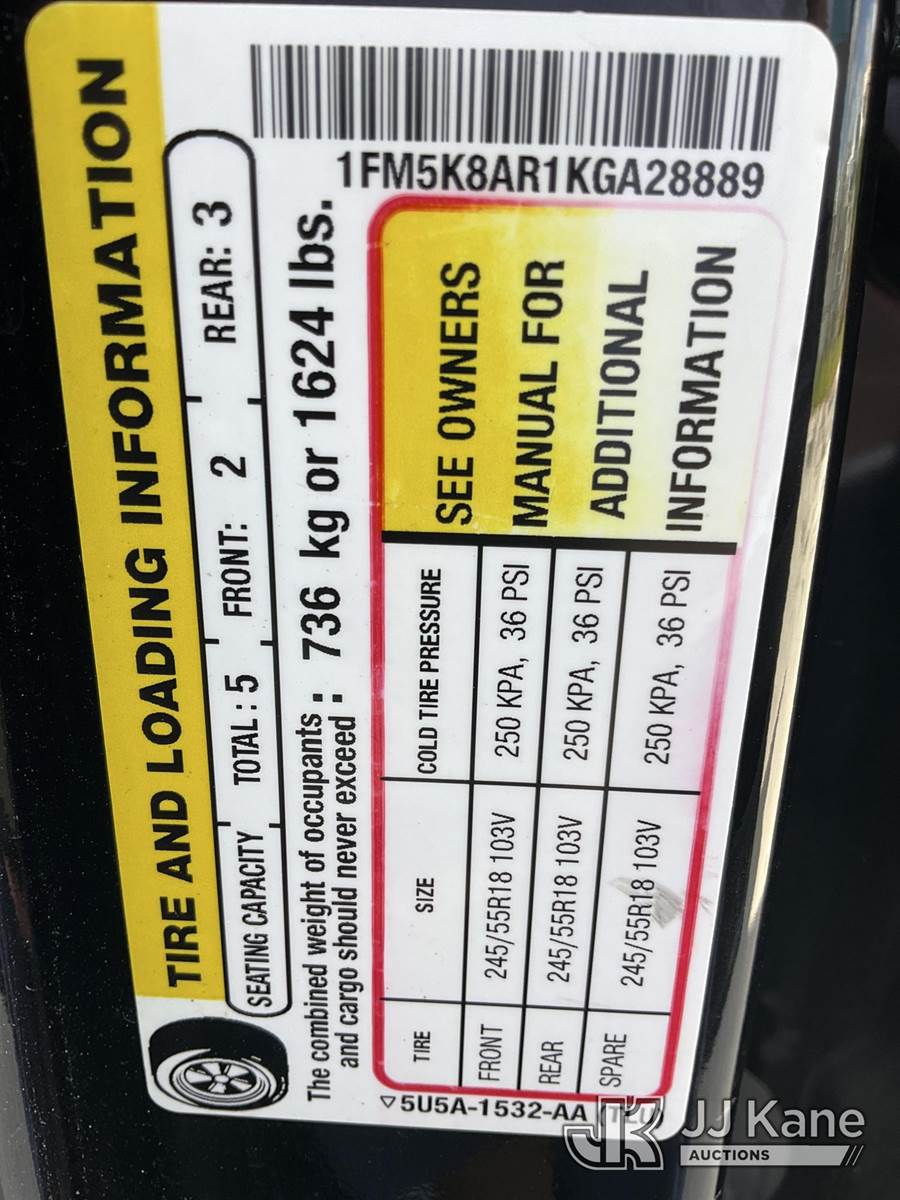 TIRE AND LOADING INFORMATION
SEATING CAPACITY TOTAL : 5 FRONT: 2 REAR: 3
The combined weight of occupants
and cargo should never exceed : 736 kg or 1624 lbs.
TIRE SIZE COLD TIRE PRESSURE
FRONT 245/55R18 103V 250 KPA, 36 PSI
REAR 245/55R18 103V 250 KPA, 36 PSI
SPARE 245/55R18 103V 250 KPA, 36 PSI
SEE OWNERS
MANUAL FOR
ADDITIONAL
INFORMATION
5U5A-1532-AA
1FM5K8AR1KGA28889
JK JJ Kane
AUCTIONS